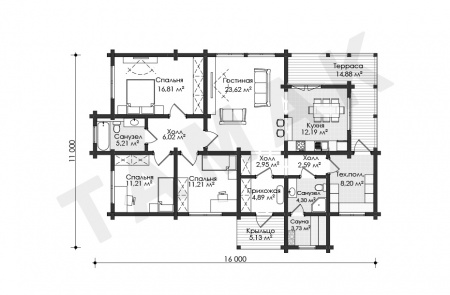 Терраса
14.88 м²
Спальня
16.81 м²
Гостиная
23.62 м²
Кухня
12.19 м²
Санузел
5.21 м²
Холл
6.02 м²
Холл
2.95 м²
Холл
2.59 м²
Тех.пом.
8.20 м²
Спальня
11.21 м²
Спальня
11.21 м²
Прихожая
4.89 м²
Санузел
4.30 м²
Сауна
3.73 м²
Крыльцо
5.13 м²
11 000
16 000
ТАМАК